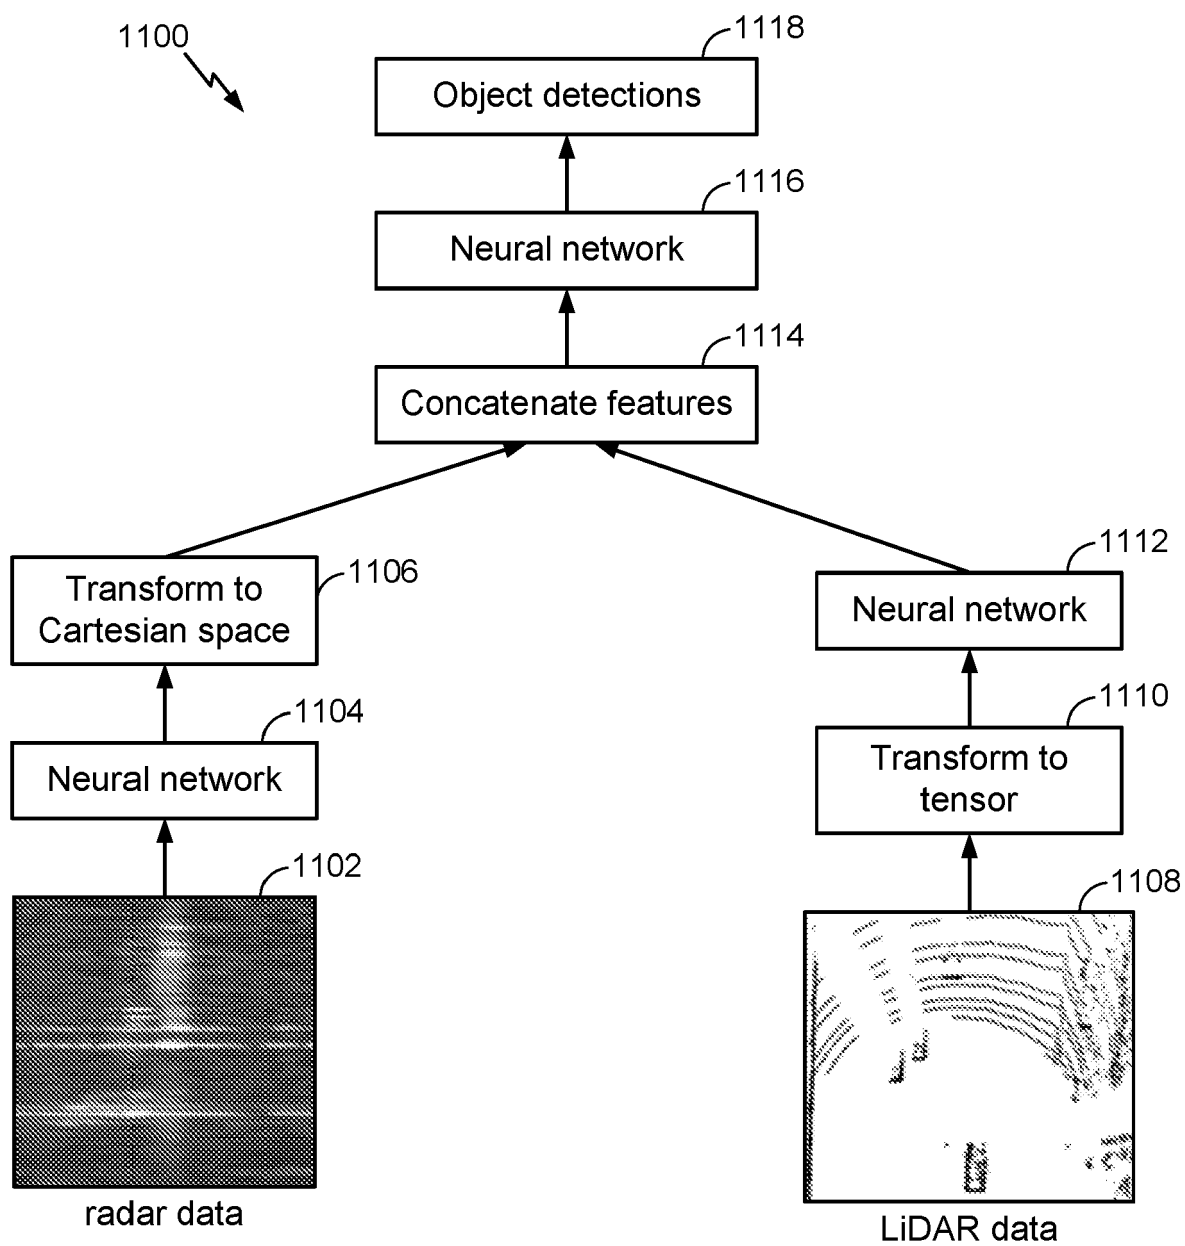 1100
1118
Object detections
1116
Neural network
1114
Concatenate features
1106
Transform to
Cartesian space
1112
Neural network
1104
Neural network
1110
Transform to
tensor
1102
radar data
1108
LiDAR data